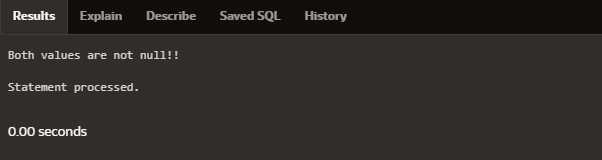 Results Explain Describe Saved SQL History
Both values are not null!!
Statement processed.
0.00 seconds